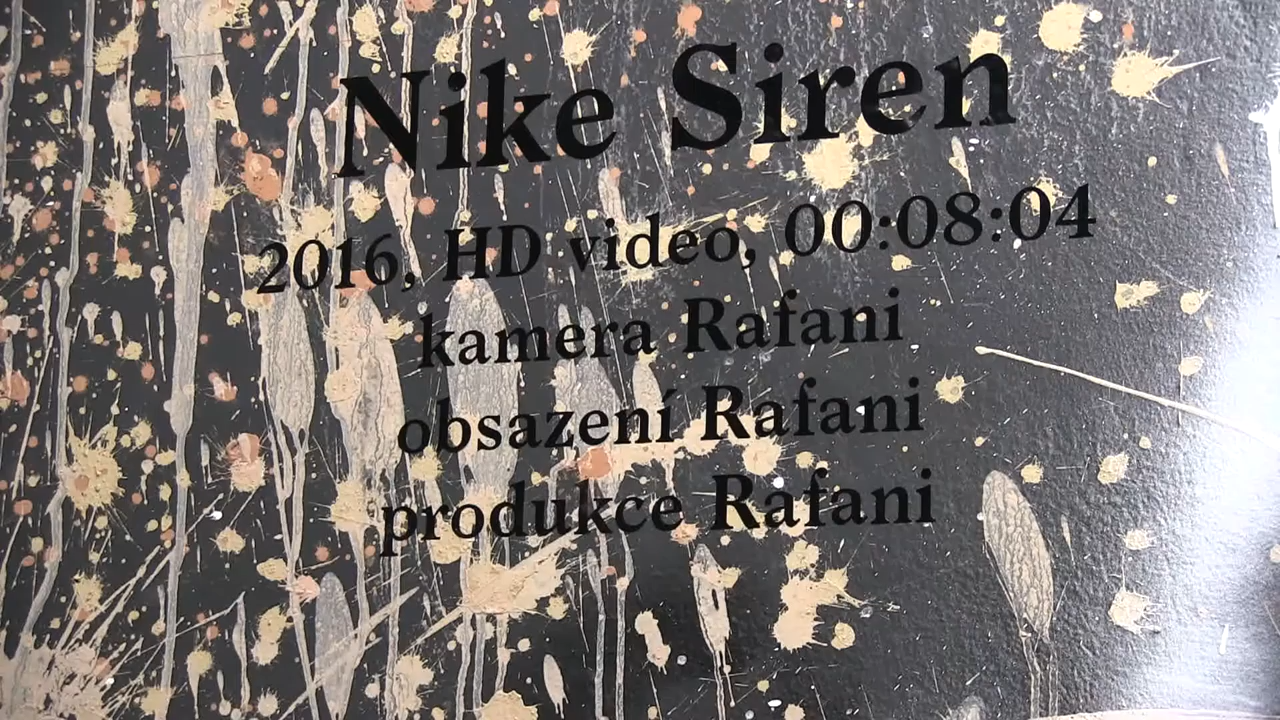 Nike Siren
2016, HD video, 00:08:04
kamera Rafani
obsazení Rafani
produkce Rafani